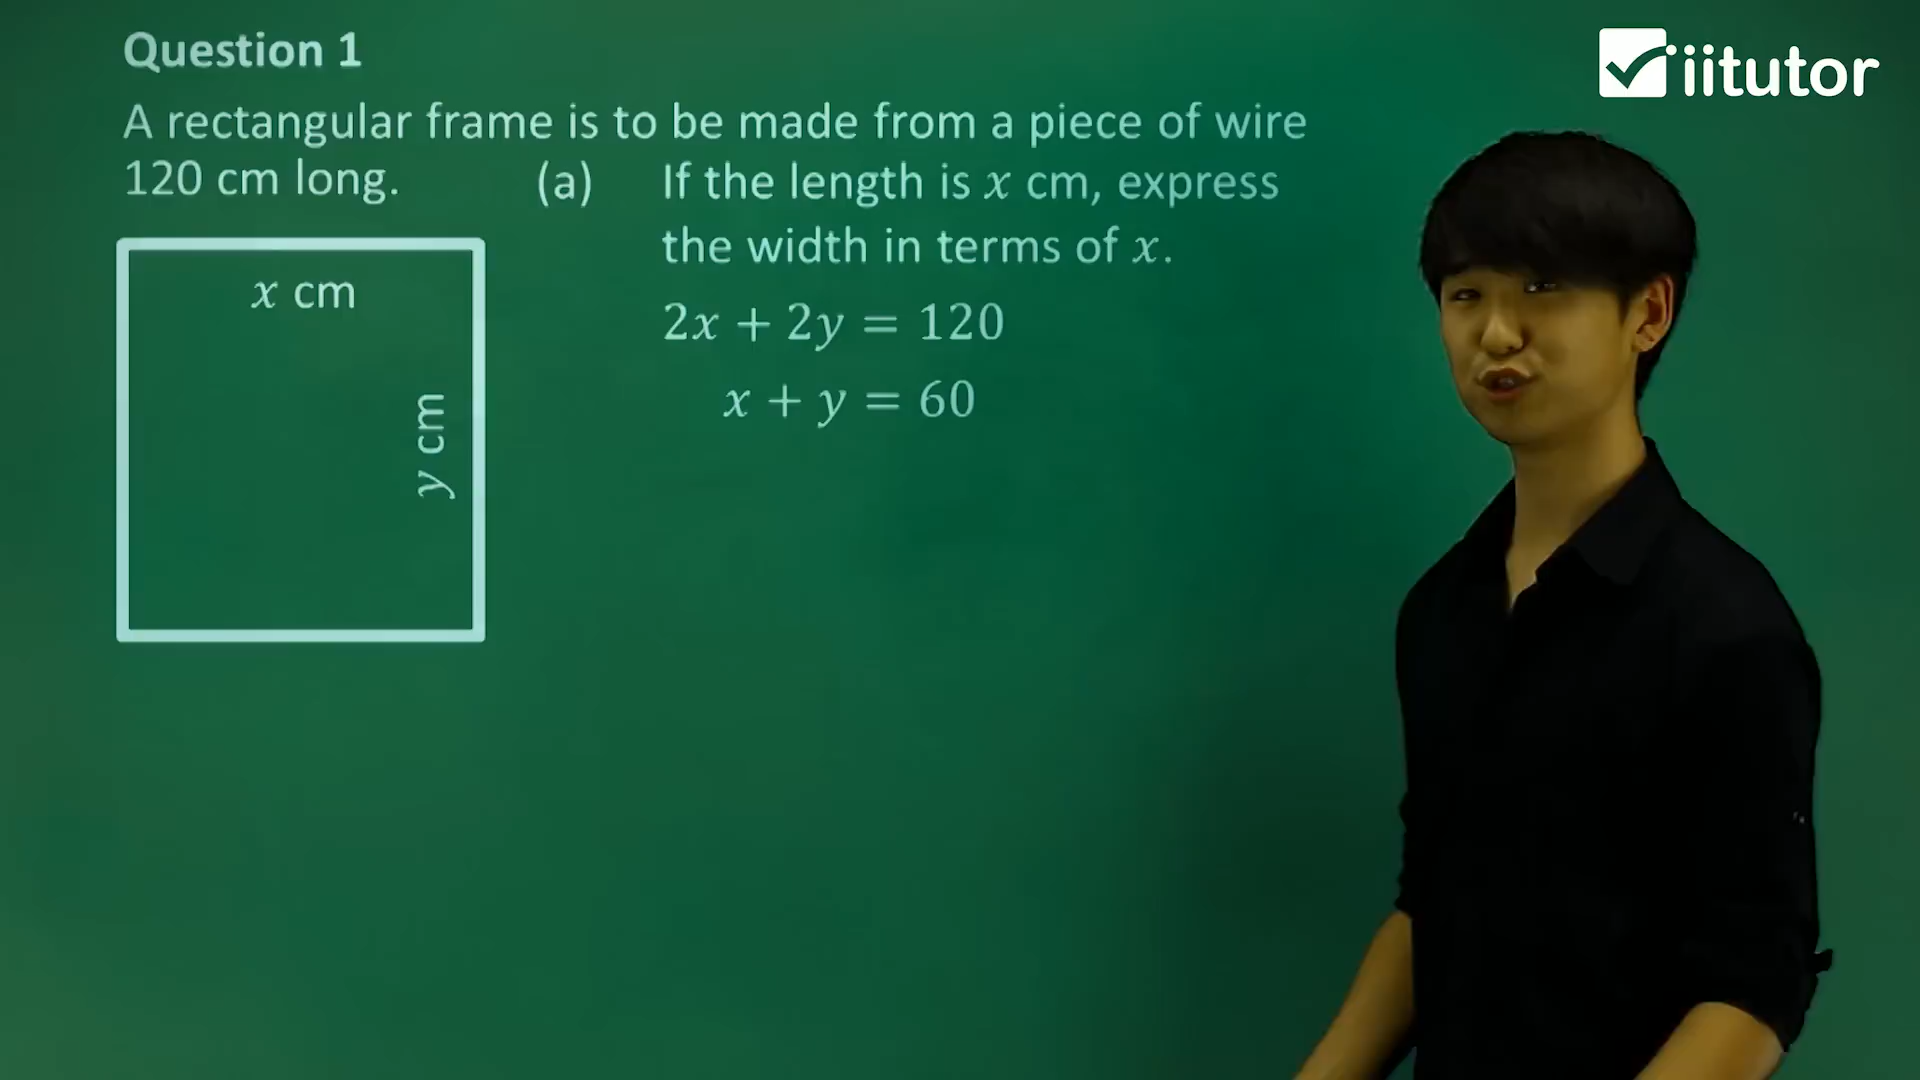 Question 1
iitutor
A rectangular frame is to be made from a piece of wire
120 cm long. (a) If the length is x cm, express
the width in terms of x.
x cm
2x + 2y = 120
x + y = 60
y cm